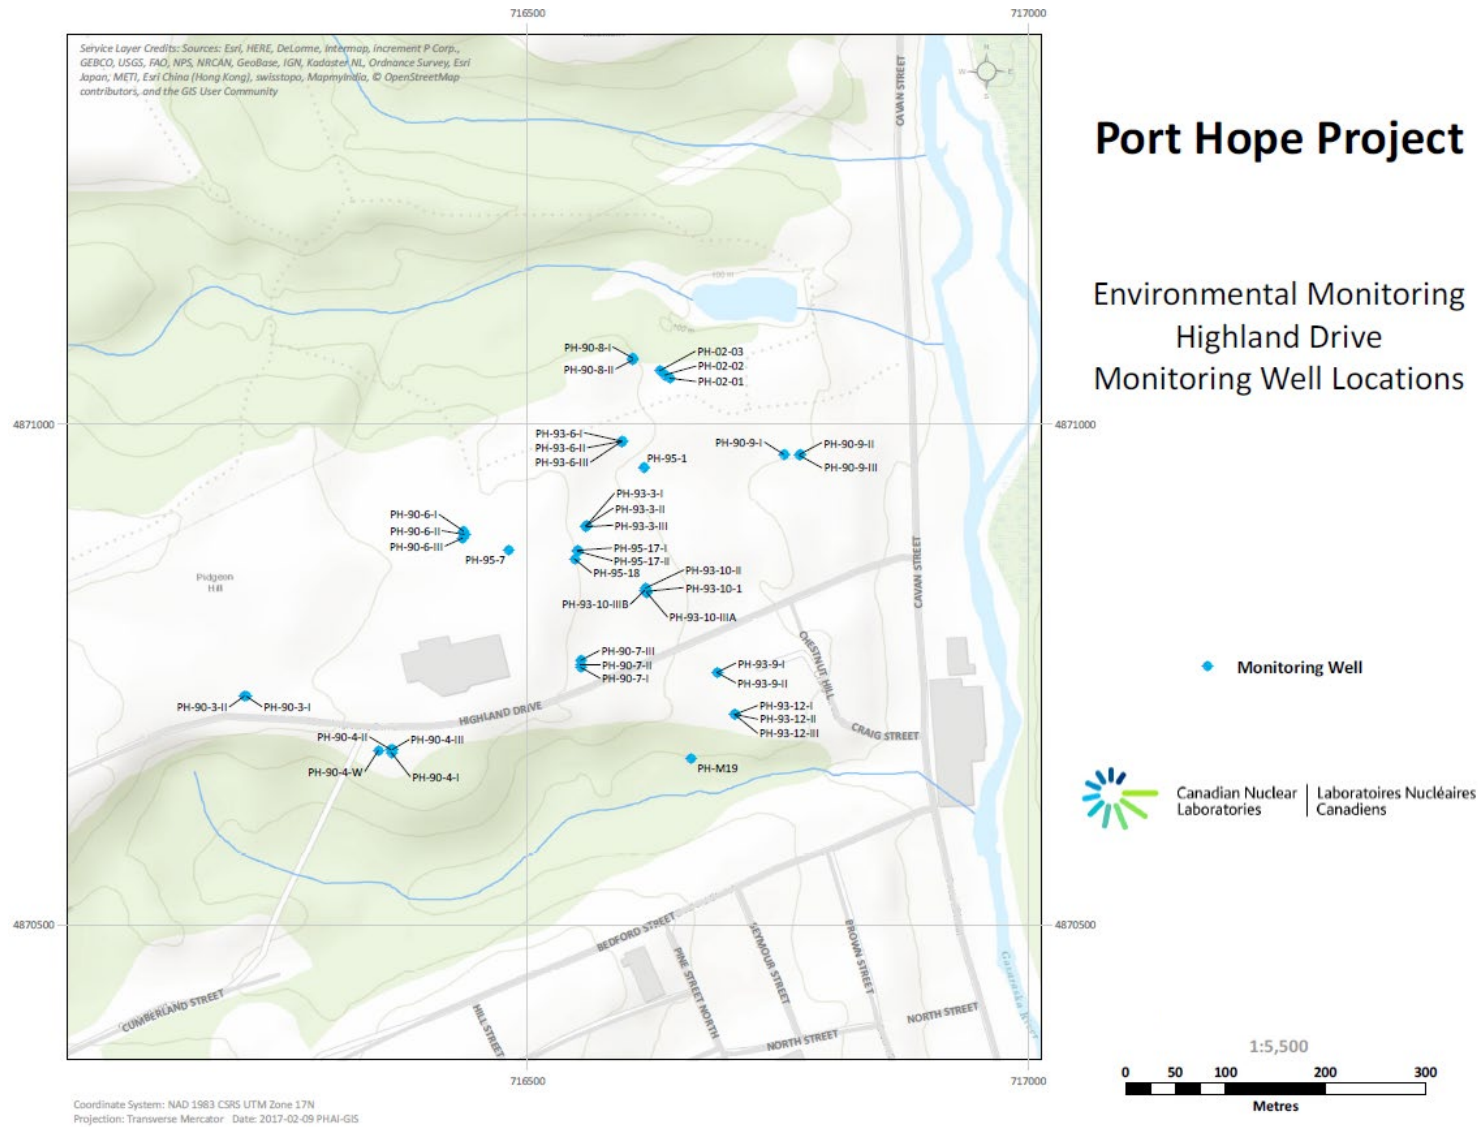 716500
717000
Service Layer Credits: Sources: Esri, HERE, DeLorme, Intermap, increment P Corp.,
GEBCO, USGS, FAO, NPS, NRCAN, GeoBase, IGN, Kadaster NL, Ordnance Survey, Esri
Japan, METI, Esri China (Hong Kong), swisstopo, MapmyIndia, © OpenStreetMap
contributors, and the GIS User Community
N
W
E
S
CAVAN STREET
Port Hope Project
Environmental Monitoring
Highland Drive
Monitoring Well Locations
100 m
100 m
PH-90-8-I
PH-90-8-II
PH-02-03
PH-02-02
PH-02-01
4871000
4871000
PH-93-6-I
PH-93-6-II
PH-93-6-III
PH-95-1
PH-90-9-I
PH-90-9-II
PH-90-9-III
PH-93-3-I
PH-93-3-II
PH-93-3-III
PH-90-6-I
PH-90-6-II
PH-90-6-III
PH-95-7
PH-95-17-I
PH-95-17-II
PH-95-18
PH-93-10-II
PH-93-10-1
PH-93-10-IIIB
PH-93-10-IIIA
Pidgeon
Hill
CAVAN STREET
CHESTNUT HILL
PH-90-7-III
PH-90-7-II
PH-90-7-I
PH-93-9-I
PH-93-9-II
Monitoring Well
PH-90-3-II
PH-90-3-I
HIGHLAND DRIVE
PH-93-12-I
PH-93-12-II
PH-93-12-III
CRAIG STREET
PH-90-4-II
PH-90-4-III
PH-90-4-W
PH-90-4-I
PH-M19
Canadian Nuclear
Laboratories
Laboratoires Nucléaires
Canadiens
4870500
4870500
BEDFORD STREET
PINE STREET NORTH
SEYMOUR STREET
BROWN STREET
Ganaraska River
CUMBERLAND STREET
HILL STREET
NORTH STREET
NORTH STREET
1:5,500
0 50 100 200 300
Metres
716500
717000
Coordinate System: NAD 1983 CSRS UTM Zone 17N
Projection: Transverse Mercator Date: 2017-02-09 PHAI-GIS